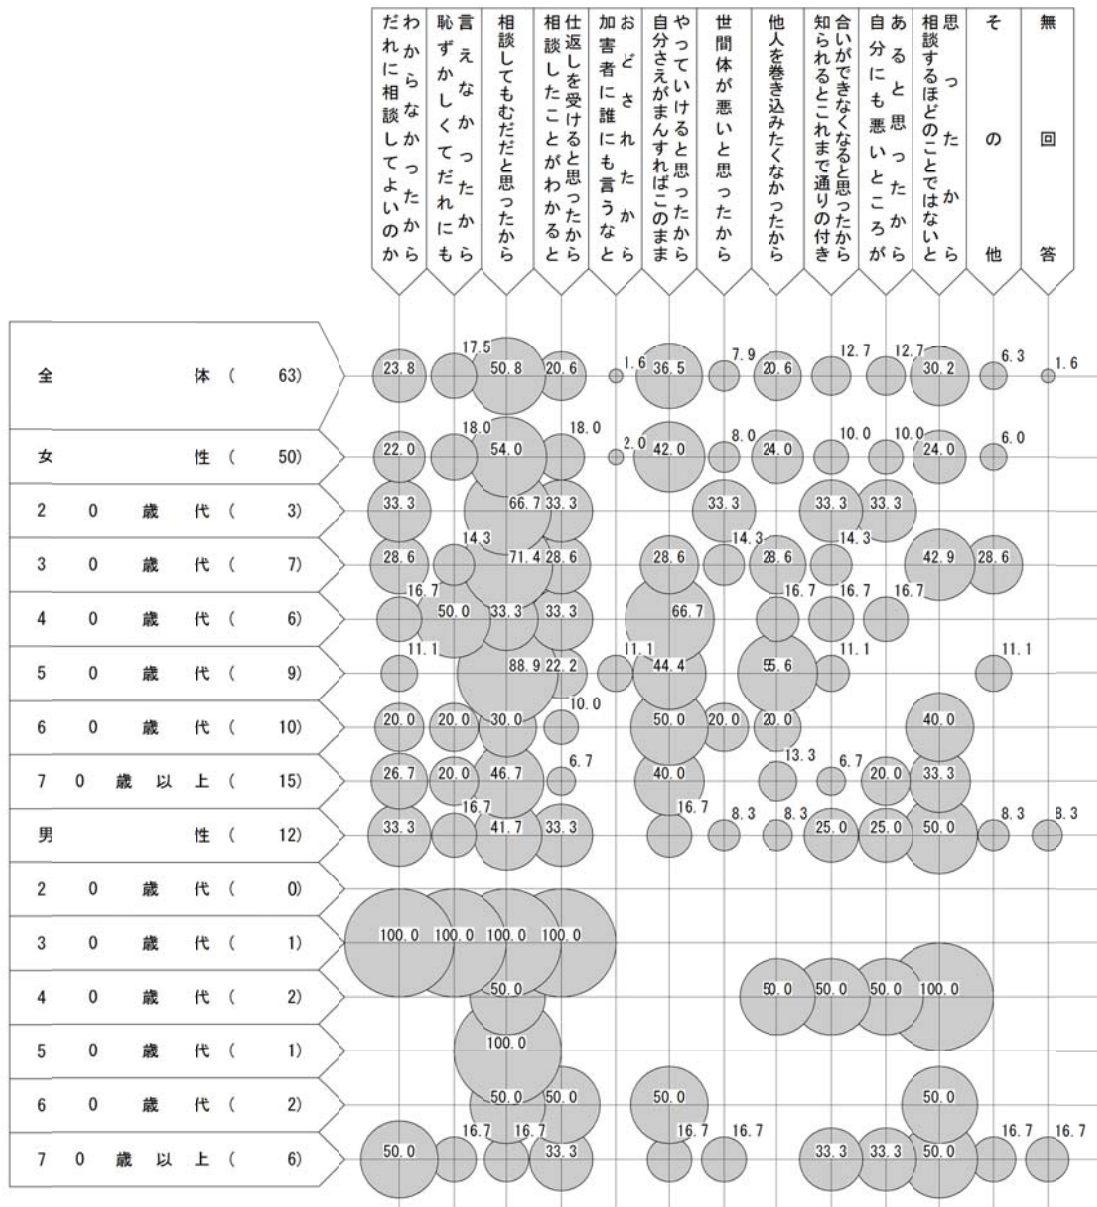 だれに相談してよいのか
わからなかったから
恥ずかしくてだれにも
言えなかったから
相談してもむだだと思ったから
相談したことがわかると
仕返しを受けると思ったから
加害者に誰にも言うなと
おどされたから
自分さえがまんすればこのまま
やっていけると思ったから
世間体が悪いと思ったから
他人を巻き込みたくなかったから
知られるとこれまで通りの付き
合いができなくなると思ったから
自分にも悪いところが
あると思ったから
相談するほどのことではないと
思ったから
その他
無回答
全体( 63) 23.8 17.5 50.8 20.6 1.6 36.5 7.9 20.6 12.7 12.7 30.2 6.3 1.6
女性( 50) 22.0 18.0 54.0 18.0 2.0 42.0 8.0 24.0 10.0 10.0 24.0 6.0
20歳代( 3) 33.3 66.7 33.3 33.3 33.3 33.3
30歳代( 7) 28.6 14.3 71.4 28.6 28.6 14.3 28.6 14.3 42.9 28.6
40歳代( 6) 16.7 50.0 33.3 33.3 66.7 16.7 16.7 16.7
50歳代( 9) 11.1 88.9 22.2 11.1 44.4 55.6 11.1 11.1
60歳代( 10) 20.0 20.0 30.0 10.0 50.0 20.0 20.0 40.0
70歳以上( 15) 26.7 20.0 46.7 6.7 40.0 13.3 6.7 20.0 33.3
男性( 12) 33.3 16.7 41.7 33.3 16.7 8.3 8.3 25.0 25.0 50.0 8.3 8.3
20歳代( 0)
30歳代( 1) 100.0 100.0 100.0 100.0
40歳代( 2) 50.0 50.0 50.0 50.0 100.0
50歳代( 1) 100.0
60歳代( 2) 50.0 50.0 50.0 50.0
70歳以上( 6) 50.0 16.7 16.7 33.3 16.7 16.7 33.3 33.3 50.0 16.7 16.7